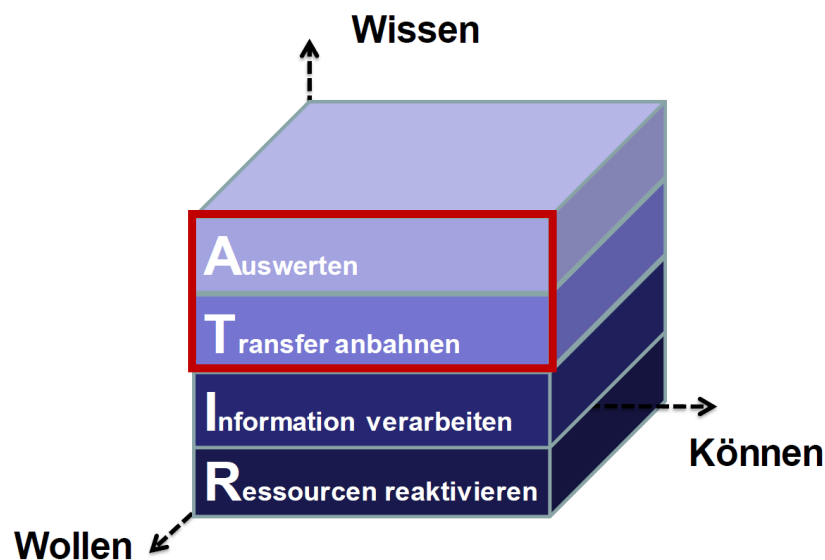 Wissen
Auswerten
Transfer anbahnen
Information verarbeiten
Können
Ressourcen reaktivieren
Wollen